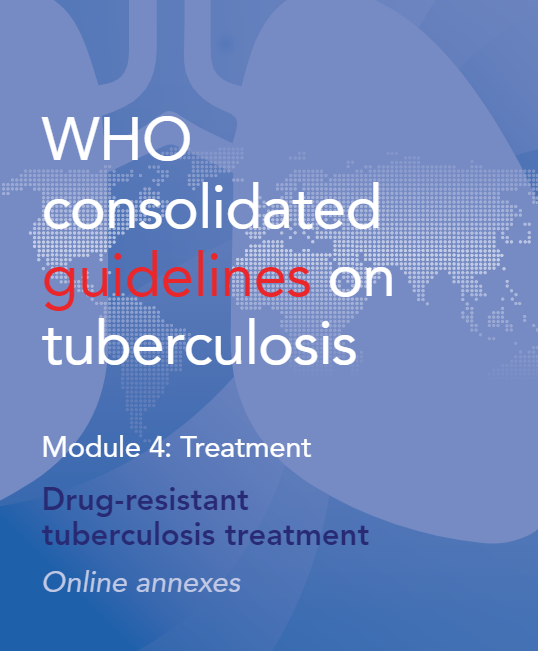 WHO
consolidated
guidelines on
tuberculosis
Module 4: Treatment
Drug-resistant
tuberculosis treatment
Online annexes